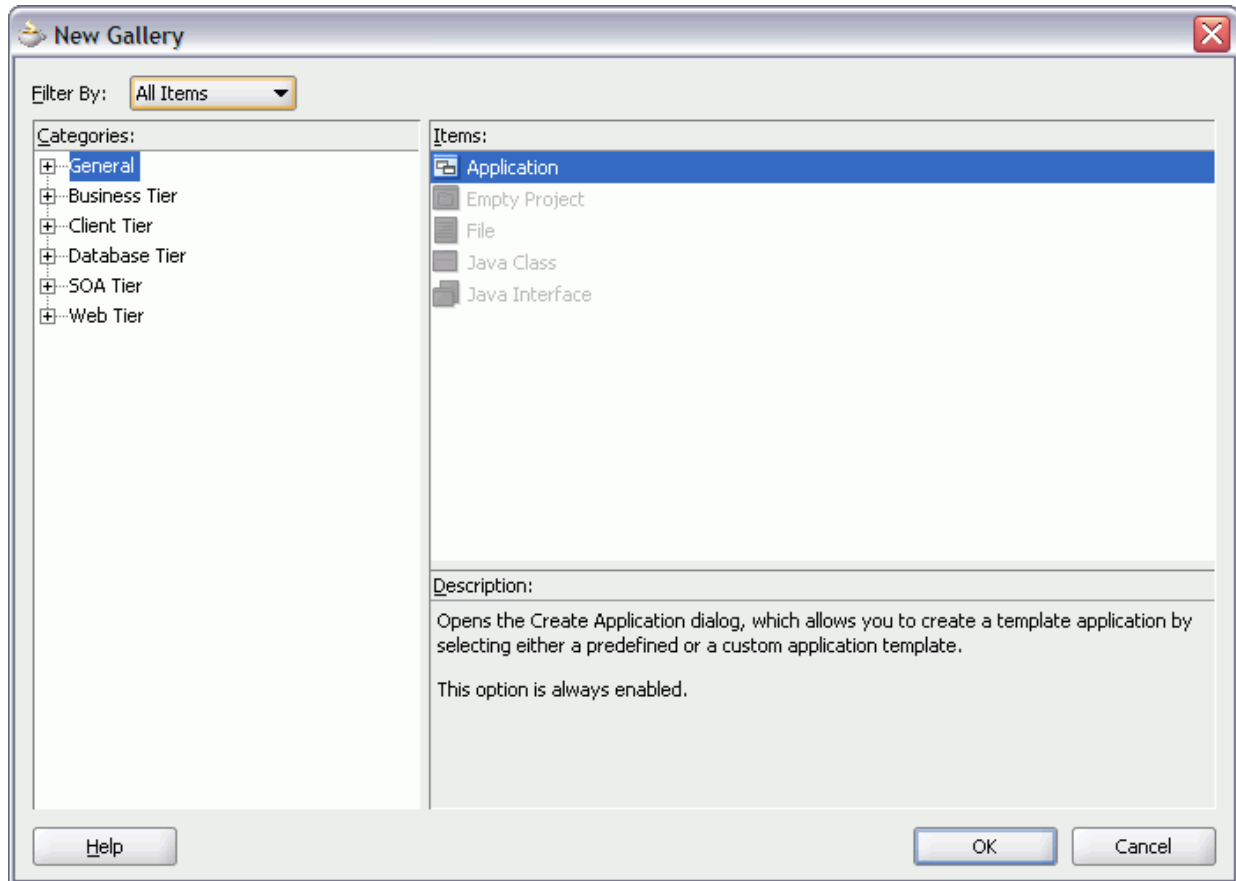 New Gallery
Filter By: All Items
Categories:
General
Business Tier
Client Tier
Database Tier
SOA Tier
Web Tier
Items:
Application
Empty Project
File
Java Class
Java Interface
Description:
Opens the Create Application dialog, which allows you to create a template application by
selecting either a predefined or a custom application template.
This option is always enabled.
Help
OK
Cancel